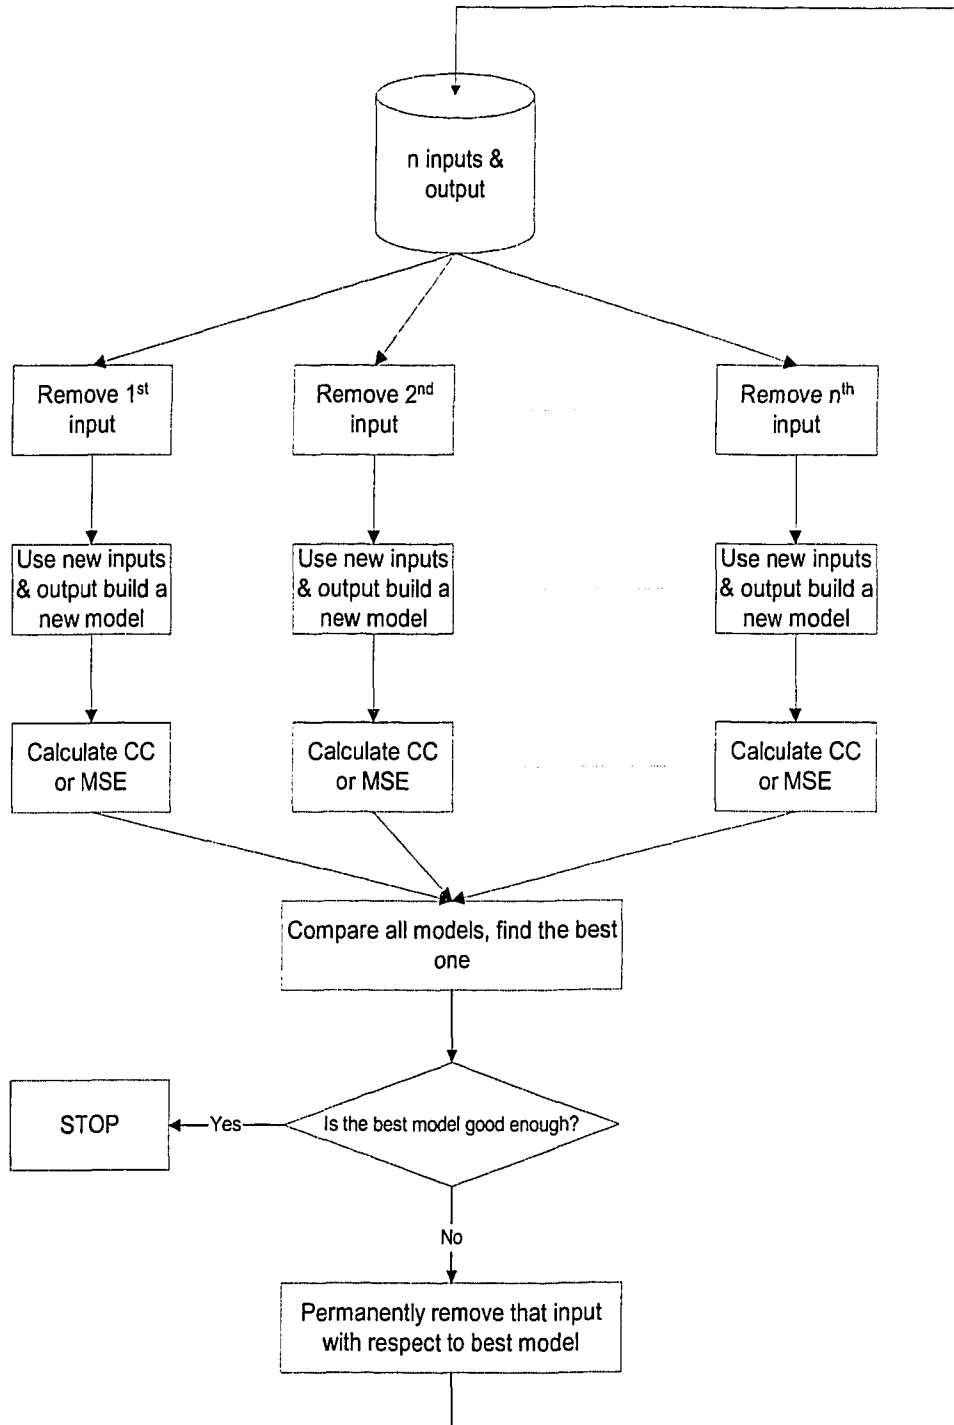 n inputs &
output
Remove 1st
input
Remove 2nd
input
Remove nth
input
Use new inputs
& output build a
new model
Use new inputs
& output build a
new model
Use new inputs
& output build a
new model
Calculate CC
or MSE
Calculate CC
or MSE
Calculate CC
or MSE
Compare all models, find the best
one
STOP
Yes
Is the best model good enough?
No
Permanently remove that input
with respect to best model